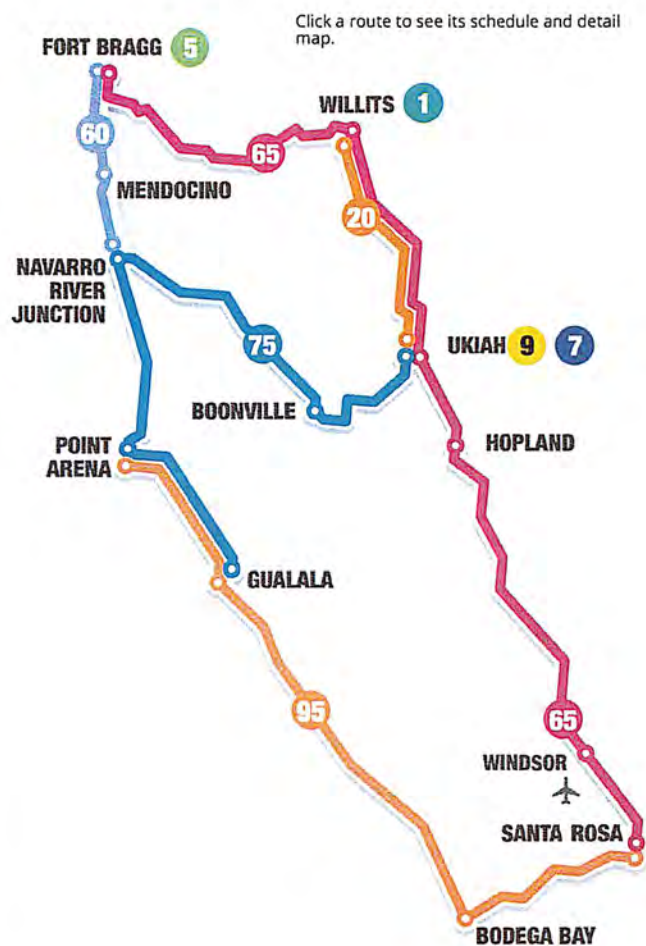 Click a route to see its schedule and detail
map.
FORT BRAGG 5
WILLITS 1
60
65
MENDOCINO
20
NAVARRO
RIVER
JUNCTION
75
UKIAH 9 7
BOONVILLE
HOPLAND
POINT
ARENA
GUALALA
95
65
WINDSOR
SANTA ROSA
BODEGA BAY